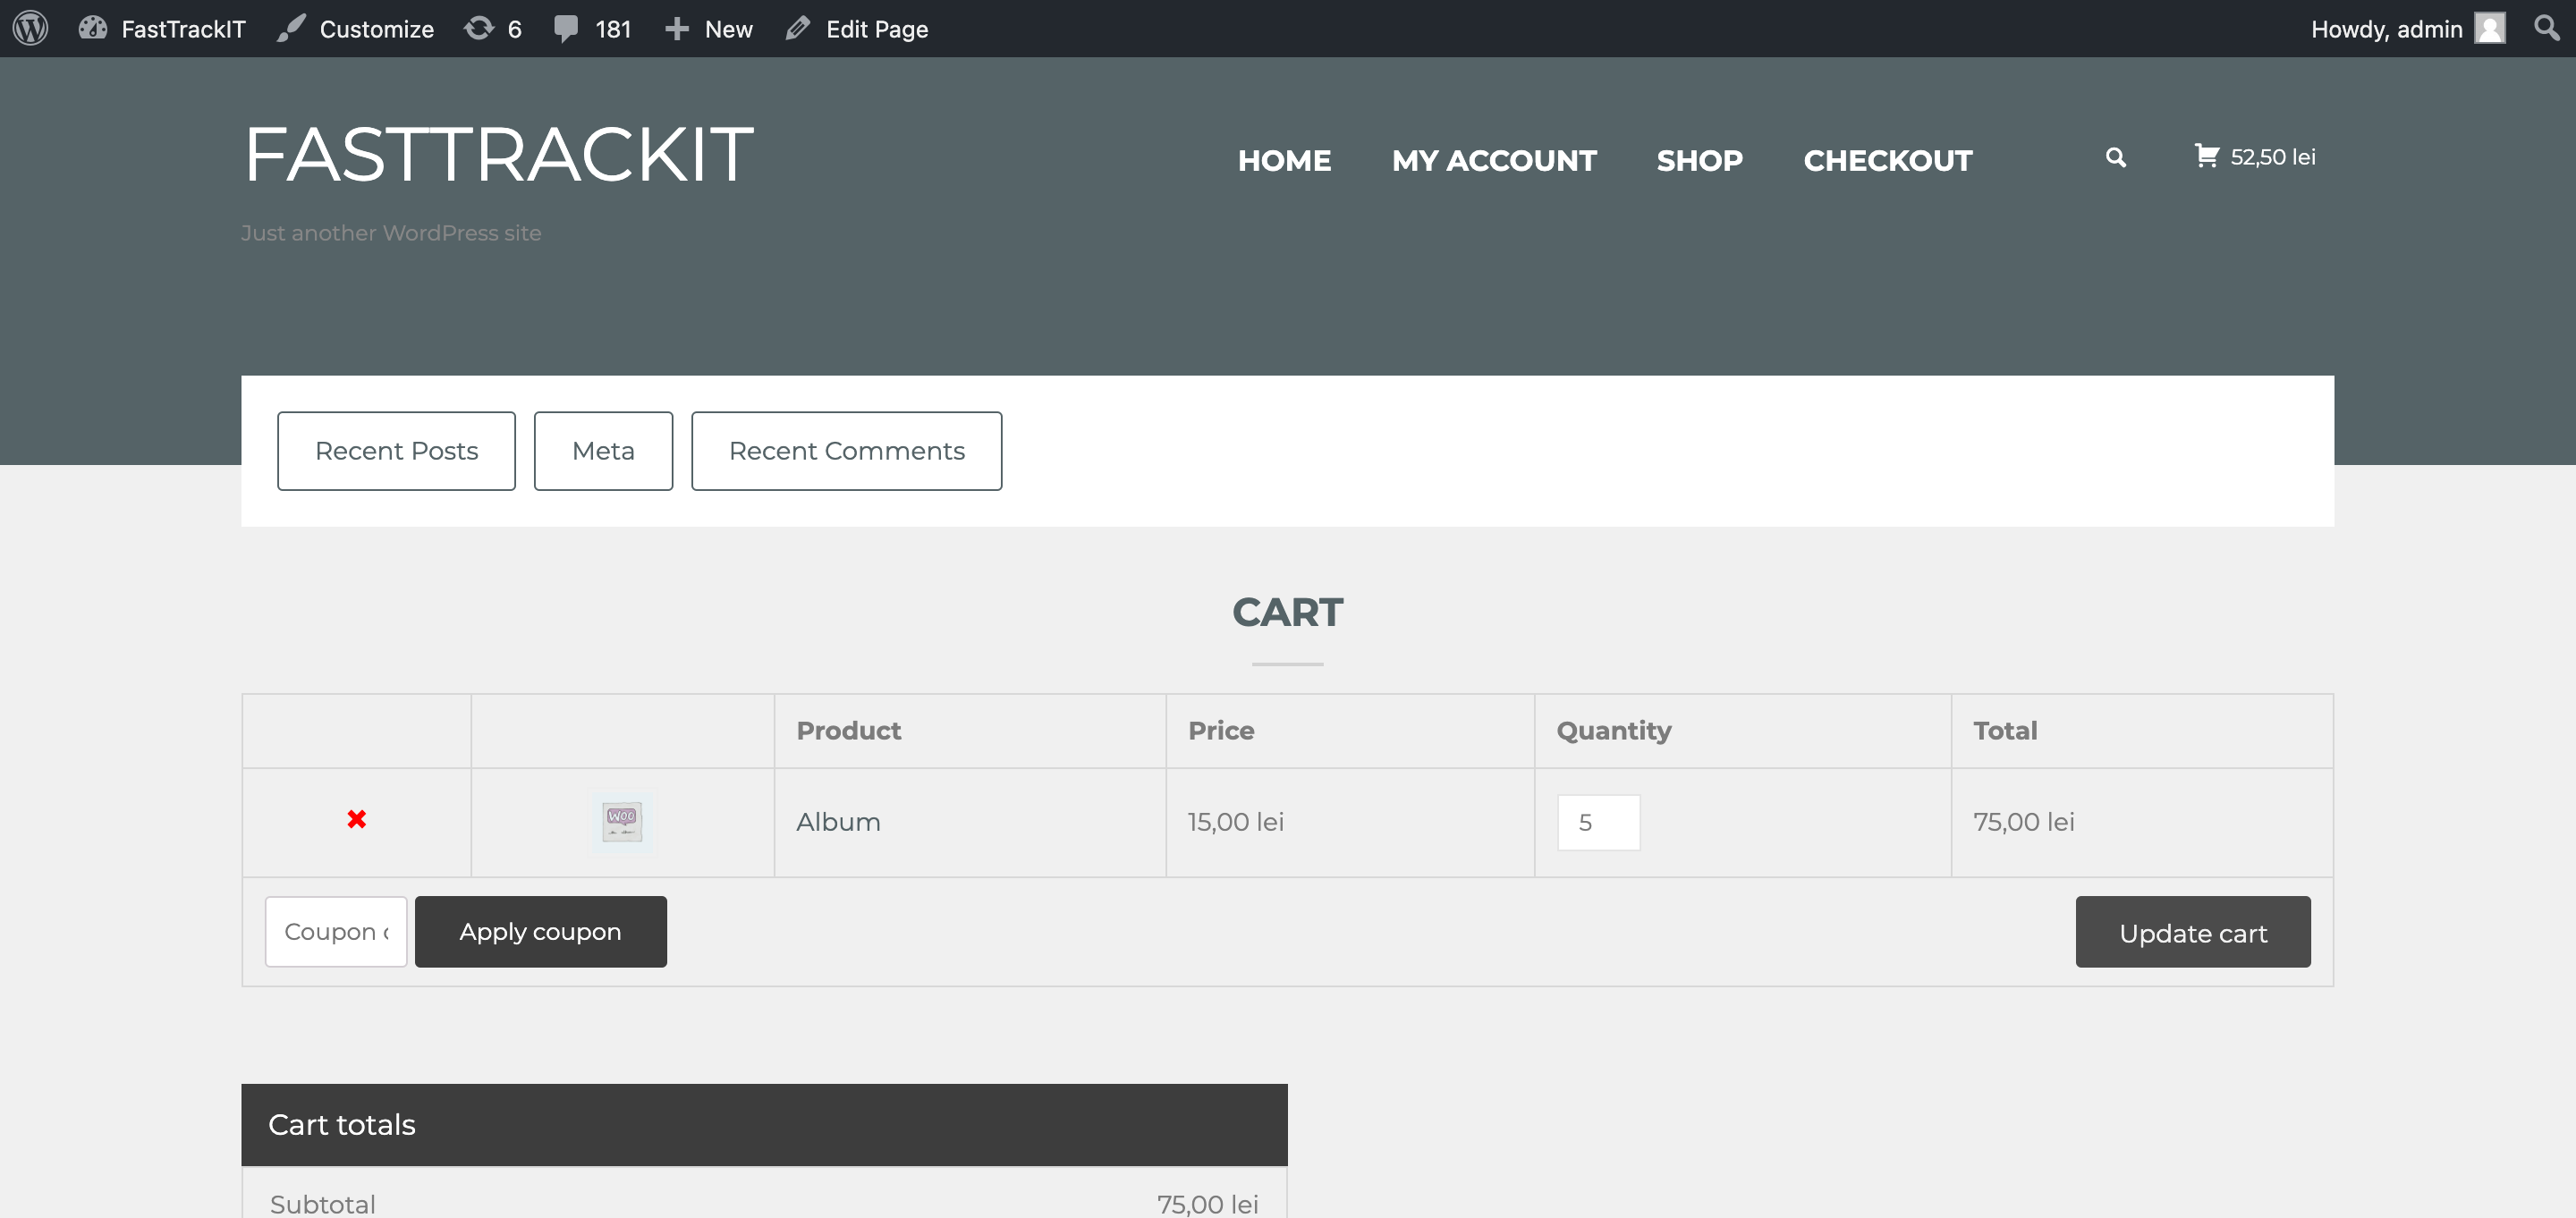 FastTrackIT Customize 6 181 New Edit Page Howdy, admin
FASTTRACKIT
HOME MY ACCOUNT SHOP CHECKOUT 52,50 lei
Just another WordPress site
Recent Posts Meta Recent Comments
CART
Product Price Quantity Total
WOO
Album 15,00 lei 5 75,00 lei
Coupon Apply coupon Update cart
Cart totals
Subtotal 75,00 lei